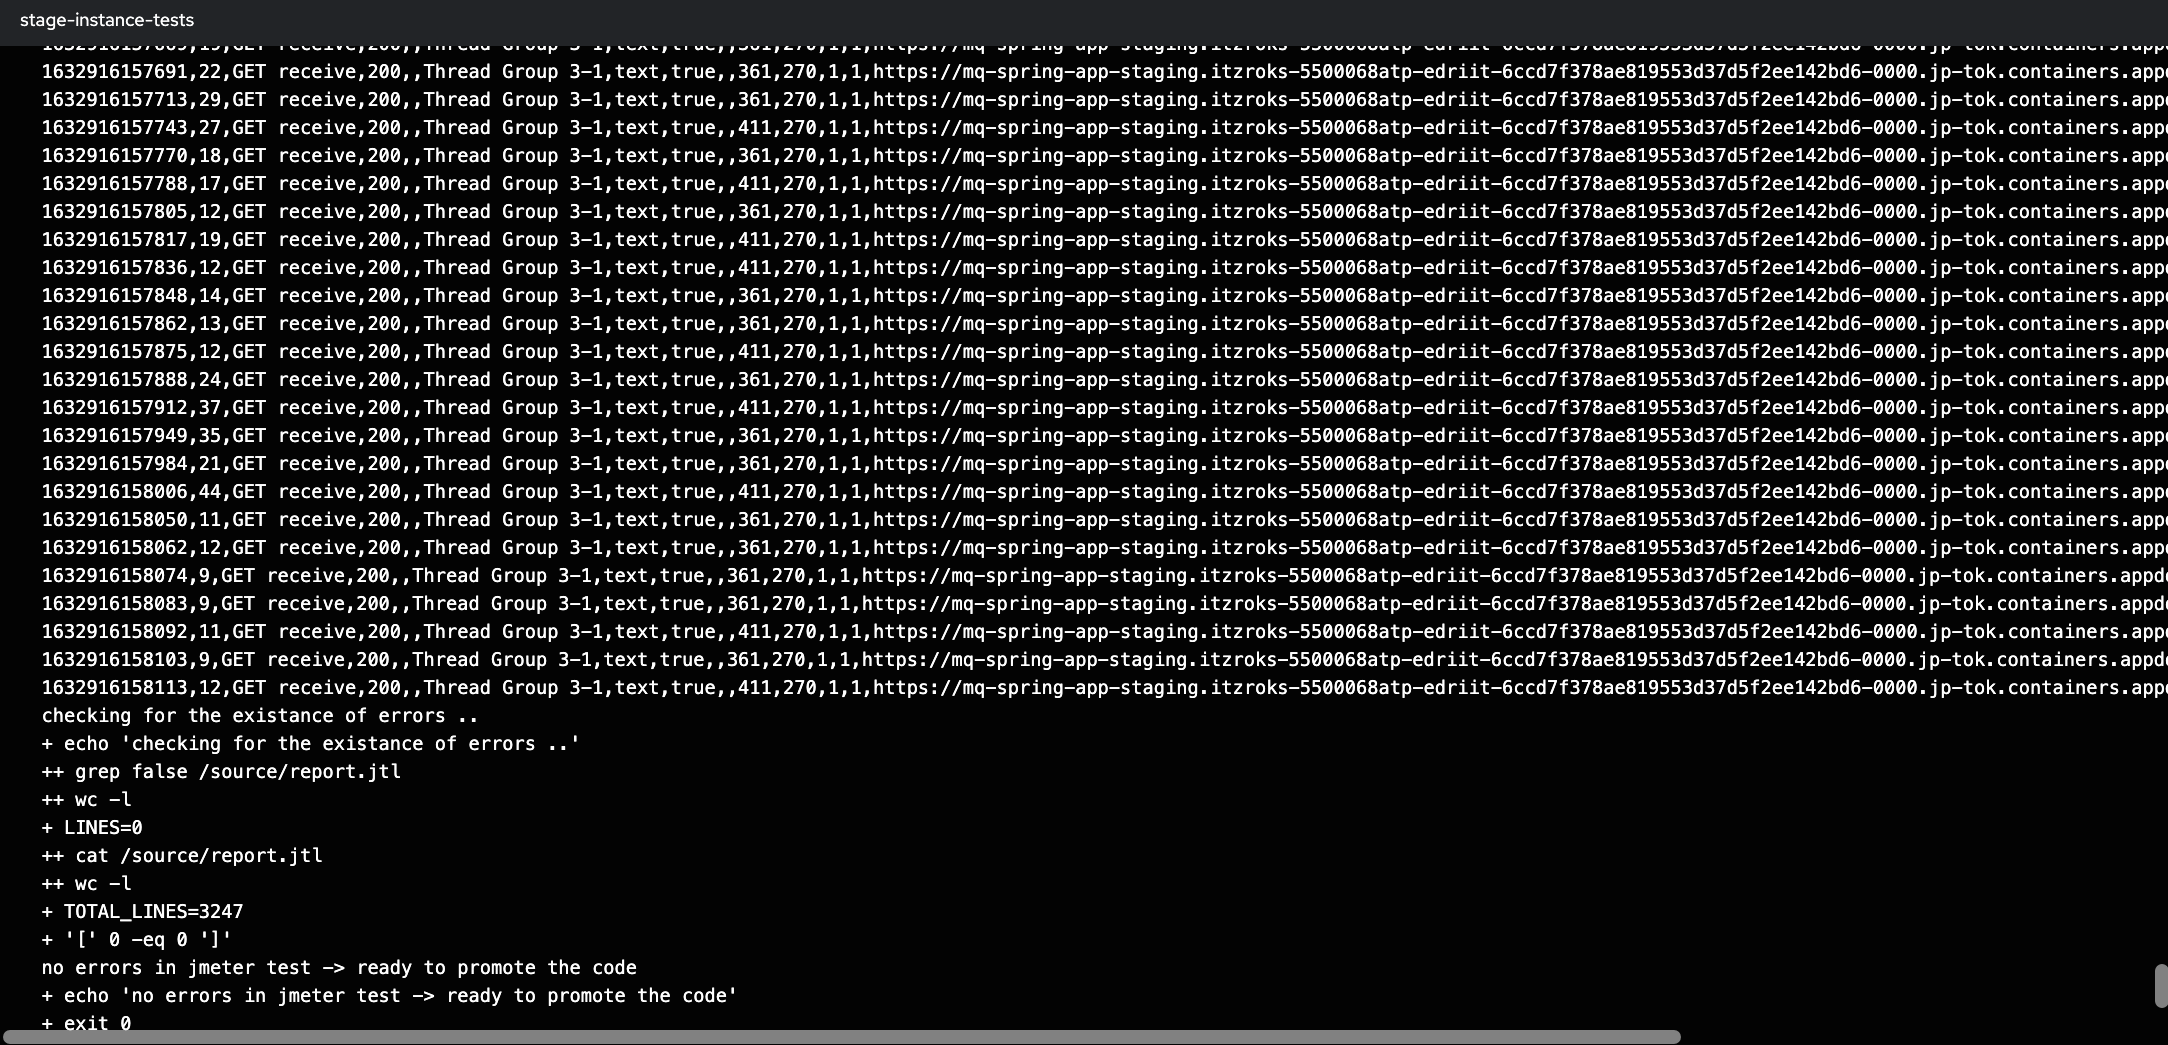 stage-instance-tests
1632916157691,22,GET receive,200,,Thread Group 3-1,text,true,,361,270,1,1,https://mq-spring-app-staging.itzroks-5500068atp-edriit-6ccd7f378ae819553d37d5f2ee142bd6-0000.jp-tok.containers.appd
1632916157713,29,GET receive,200,,Thread Group 3-1,text,true,,361,270,1,1,https://mq-spring-app-staging.itzroks-5500068atp-edriit-6ccd7f378ae819553d37d5f2ee142bd6-0000.jp-tok.containers.appd
1632916157743,27,GET receive,200,,Thread Group 3-1,text,true,,411,270,1,1,https://mq-spring-app-staging.itzroks-5500068atp-edriit-6ccd7f378ae819553d37d5f2ee142bd6-0000.jp-tok.containers.appd
1632916157770,18,GET receive,200,,Thread Group 3-1,text,true,,361,270,1,1,https://mq-spring-app-staging.itzroks-5500068atp-edriit-6ccd7f378ae819553d37d5f2ee142bd6-0000.jp-tok.containers.appd
1632916157788,17,GET receive,200,,Thread Group 3-1,text,true,,411,270,1,1,https://mq-spring-app-staging.itzroks-5500068atp-edriit-6ccd7f378ae819553d37d5f2ee142bd6-0000.jp-tok.containers.appd
1632916157805,12,GET receive,200,,Thread Group 3-1,text,true,,361,270,1,1,https://mq-spring-app-staging.itzroks-5500068atp-edriit-6ccd7f378ae819553d37d5f2ee142bd6-0000.jp-tok.containers.appd
1632916157817,19,GET receive,200,,Thread Group 3-1,text,true,,411,270,1,1,https://mq-spring-app-staging.itzroks-5500068atp-edriit-6ccd7f378ae819553d37d5f2ee142bd6-0000.jp-tok.containers.appd
1632916157836,12,GET receive,200,,Thread Group 3-1,text,true,,411,270,1,1,https://mq-spring-app-staging.itzroks-5500068atp-edriit-6ccd7f378ae819553d37d5f2ee142bd6-0000.jp-tok.containers.appd
1632916157848,14,GET receive,200,,Thread Group 3-1,text,true,,361,270,1,1,https://mq-spring-app-staging.itzroks-5500068atp-edriit-6ccd7f378ae819553d37d5f2ee142bd6-0000.jp-tok.containers.appd
1632916157862,13,GET receive,200,,Thread Group 3-1,text,true,,361,270,1,1,https://mq-spring-app-staging.itzroks-5500068atp-edriit-6ccd7f378ae819553d37d5f2ee142bd6-0000.jp-tok.containers.appd
1632916157875,12,GET receive,200,,Thread Group 3-1,text,true,,411,270,1,1,https://mq-spring-app-staging.itzroks-5500068atp-edriit-6ccd7f378ae819553d37d5f2ee142bd6-0000.jp-tok.containers.appd
1632916157888,24,GET receive,200,,Thread Group 3-1,text,true,,361,270,1,1,https://mq-spring-app-staging.itzroks-5500068atp-edriit-6ccd7f378ae819553d37d5f2ee142bd6-0000.jp-tok.containers.appd
1632916157912,37,GET receive,200,,Thread Group 3-1,text,true,,411,270,1,1,https://mq-spring-app-staging.itzroks-5500068atp-edriit-6ccd7f378ae819553d37d5f2ee142bd6-0000.jp-tok.containers.appd
1632916157949,35,GET receive,200,,Thread Group 3-1,text,true,,361,270,1,1,https://mq-spring-app-staging.itzroks-5500068atp-edriit-6ccd7f378ae819553d37d5f2ee142bd6-0000.jp-tok.containers.appd
1632916157984,21,GET receive,200,,Thread Group 3-1,text,true,,361,270,1,1,https://mq-spring-app-staging.itzroks-5500068atp-edriit-6ccd7f378ae819553d37d5f2ee142bd6-0000.jp-tok.containers.appd
1632916158006,44,GET receive,200,,Thread Group 3-1,text,true,,411,270,1,1,https://mq-spring-app-staging.itzroks-5500068atp-edriit-6ccd7f378ae819553d37d5f2ee142bd6-0000.jp-tok.containers.appd
1632916158050,11,GET receive,200,,Thread Group 3-1,text,true,,361,270,1,1,https://mq-spring-app-staging.itzroks-5500068atp-edriit-6ccd7f378ae819553d37d5f2ee142bd6-0000.jp-tok.containers.appd
1632916158062,12,GET receive,200,,Thread Group 3-1,text,true,,361,270,1,1,https://mq-spring-app-staging.itzroks-5500068atp-edriit-6ccd7f378ae819553d37d5f2ee142bd6-0000.jp-tok.containers.appd
1632916158074,9,GET receive,200,,Thread Group 3-1,text,true,,361,270,1,1,https://mq-spring-app-staging.itzroks-5500068atp-edriit-6ccd7f378ae819553d37d5f2ee142bd6-0000.jp-tok.containers.appdo
1632916158083,9,GET receive,200,,Thread Group 3-1,text,true,,361,270,1,1,https://mq-spring-app-staging.itzroks-5500068atp-edriit-6ccd7f378ae819553d37d5f2ee142bd6-0000.jp-tok.containers.appdo
1632916158092,11,GET receive,200,,Thread Group 3-1,text,true,,411,270,1,1,https://mq-spring-app-staging.itzroks-5500068atp-edriit-6ccd7f378ae819553d37d5f2ee142bd6-0000.jp-tok.containers.appd
1632916158103,9,GET receive,200,,Thread Group 3-1,text,true,,361,270,1,1,https://mq-spring-app-staging.itzroks-5500068atp-edriit-6ccd7f378ae819553d37d5f2ee142bd6-0000.jp-tok.containers.appdo
1632916158113,12,GET receive,200,,Thread Group 3-1,text,true,,411,270,1,1,https://mq-spring-app-staging.itzroks-5500068atp-edriit-6ccd7f378ae819553d37d5f2ee142bd6-0000.jp-tok.containers.appd
checking for the existance of errors ..
+ echo 'checking for the existance of errors ..'
++ grep false /source/report.jtl
++ wc -l
+ LINES=0
++ cat /source/report.jtl
++ wc -l
+ TOTAL_LINES=3247
+ '[' 0 -eq 0 ']'
no errors in jmeter test -> ready to promote the code
+ echo 'no errors in jmeter test -> ready to promote the code'
+ exit 0